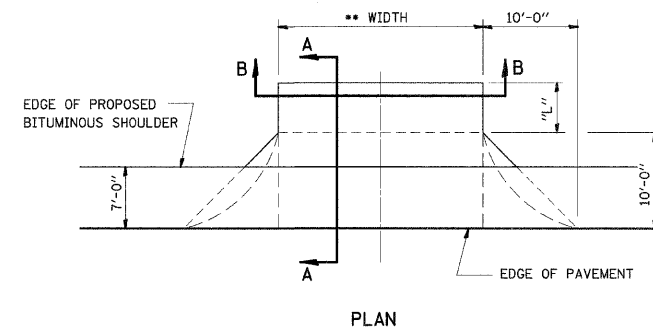 ** WIDTH
10'-0"
A
B
B
EDGE OF PROPOSED
BITUMINOUS SHOULDER
"L"
7'-0"
10'-0"
A
EDGE OF PAVEMENT
PLAN